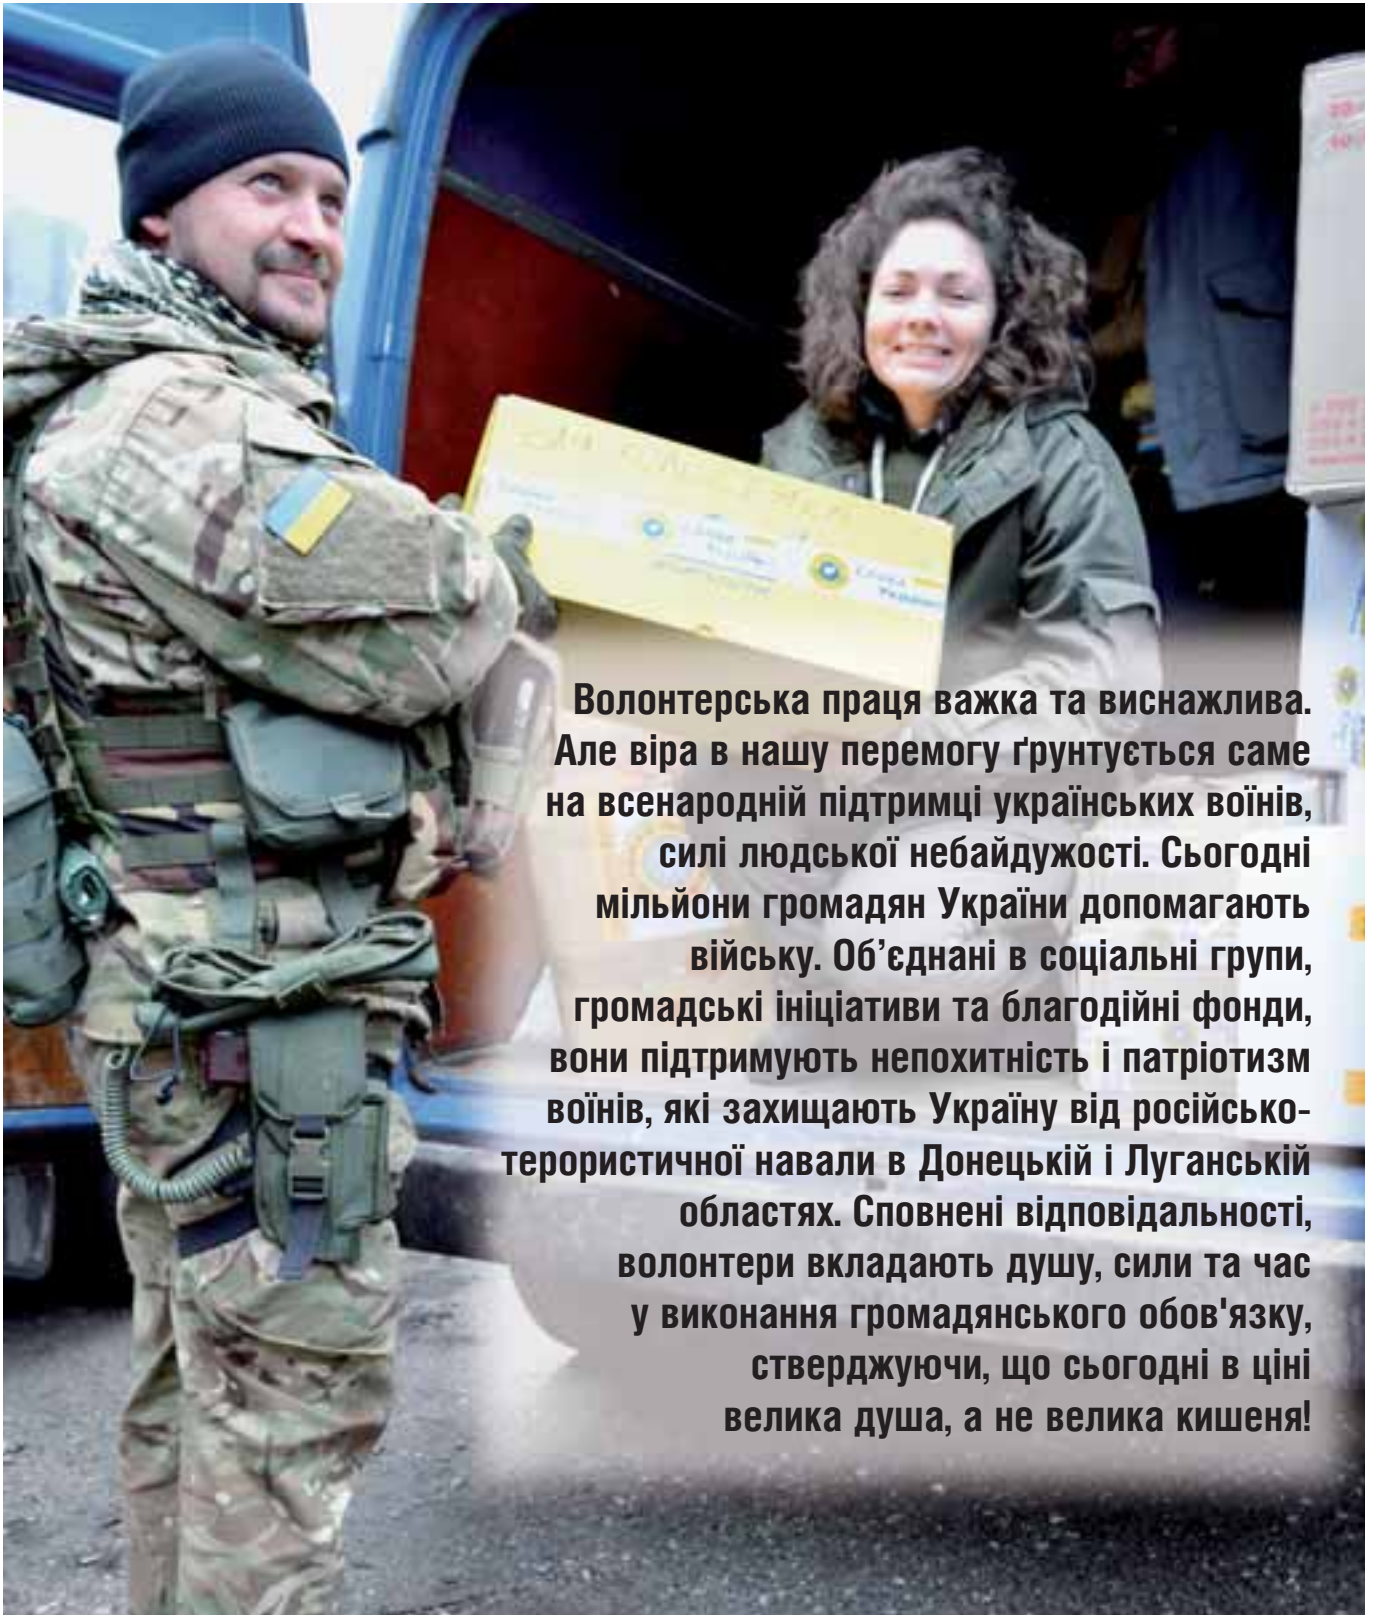 Слава
Україні
Волонтерська праця важка та виснажлива.
Але віра в нашу перемогу ґрунтується саме
на всенародній підтримці українських воїнів,
силі людської небайдужості. Сьогодні
мільйони громадян України допомагають
війську. Об’єднані в соціальні групи,
громадські ініціативи та благодійні фонди,
вони підтримують непохитність і патріотизм
воїнів, які захищають Україну від російсько-
терористичної навали в Донецькій і Луганській
областях. Сповнені відповідальності,
волонтери вкладають душу, сили та час
у виконання громадянського обов'язку,
стверджуючи, що сьогодні в ціні
велика душа, а не велика кишеня!